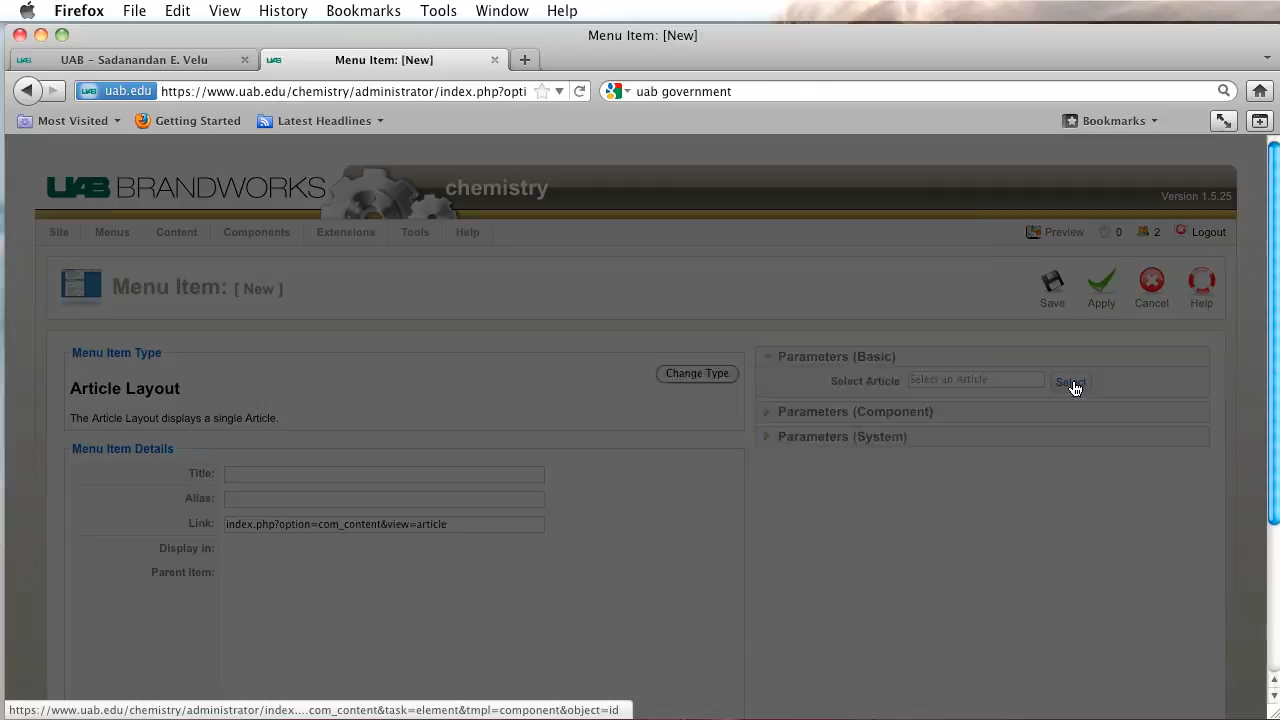 Firefox File Edit View History Bookmarks Tools Window Help
Menu Item: [New]
UAB – Sadanandan E. Velu
Menu Item: [New]
uab.edu https://www.uab.edu/chemistry/administrator/index.php?opti
uab government
Most Visited Getting Started Latest Headlines Bookmarks
UAB BRANDWORKS chemistry
Version 1.5.25
Site Menus Content Components Extensions Tools Help Preview 0 2 Logout
Menu Item: [ New ]
Save Apply Cancel Help
Menu Item Type
Change Type
Article Layout
The Article Layout displays a single Article.
Menu Item Details
Title:
Alias:
Link: index.php?option=com_content&view=article
Display in:
Parent Item:
Parameters (Basic)
Select Article Select an Article Select
Parameters (Component)
Parameters (System)
https://www.uab.edu/chemistry/administrator/index....com_content&task=element&tmpl=component&object=id